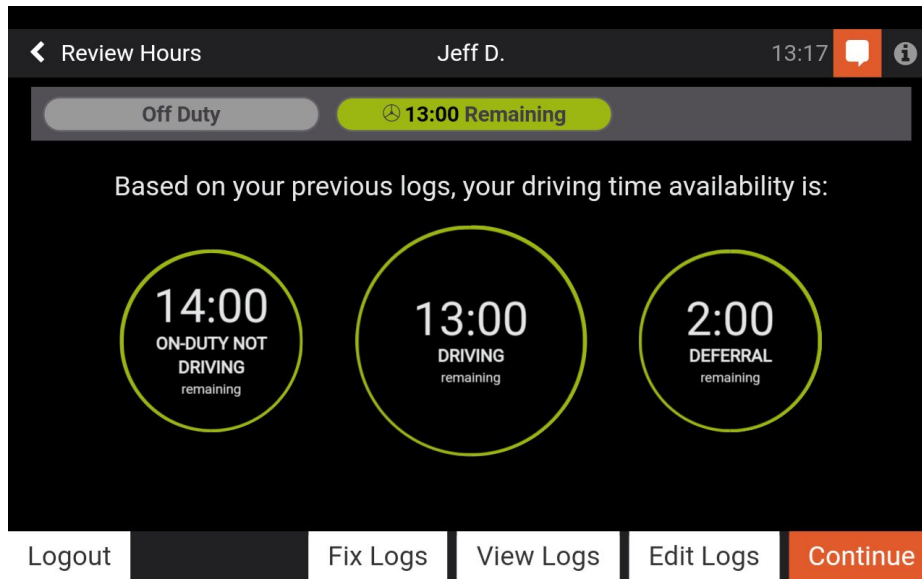 Review Hours
Jeff D.
13:17
Off Duty
13:00 Remaining
Based on your previous logs, your driving time availability is:
14:00
ON-DUTY NOT
DRIVING
remaining
13:00
DRIVING
remaining
2:00
DEFERRAL
remaining
Logout
Fix Logs
View Logs
Edit Logs
Continue